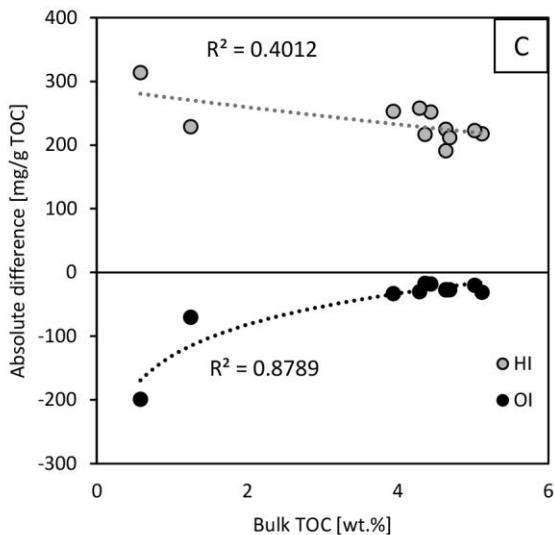 C
R² = 0.4012
400
300
200
100
0
-100
-200
-300
Absolute difference [mg/g TOC]
R² = 0.8789
HI
OI
0 2 4 6
Bulk TOC [wt.%]